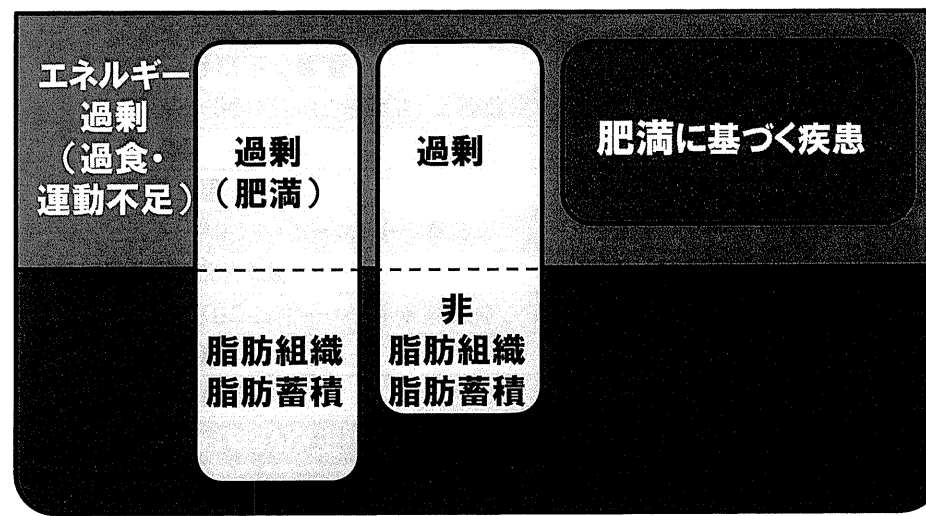 エネルギー
過剰
（過食・
運動不足）
過剰
（肥満）
脂肪組織
脂肪蓄積
過剰
非
脂肪組織
脂肪蓄積
肥満に基づく疾患